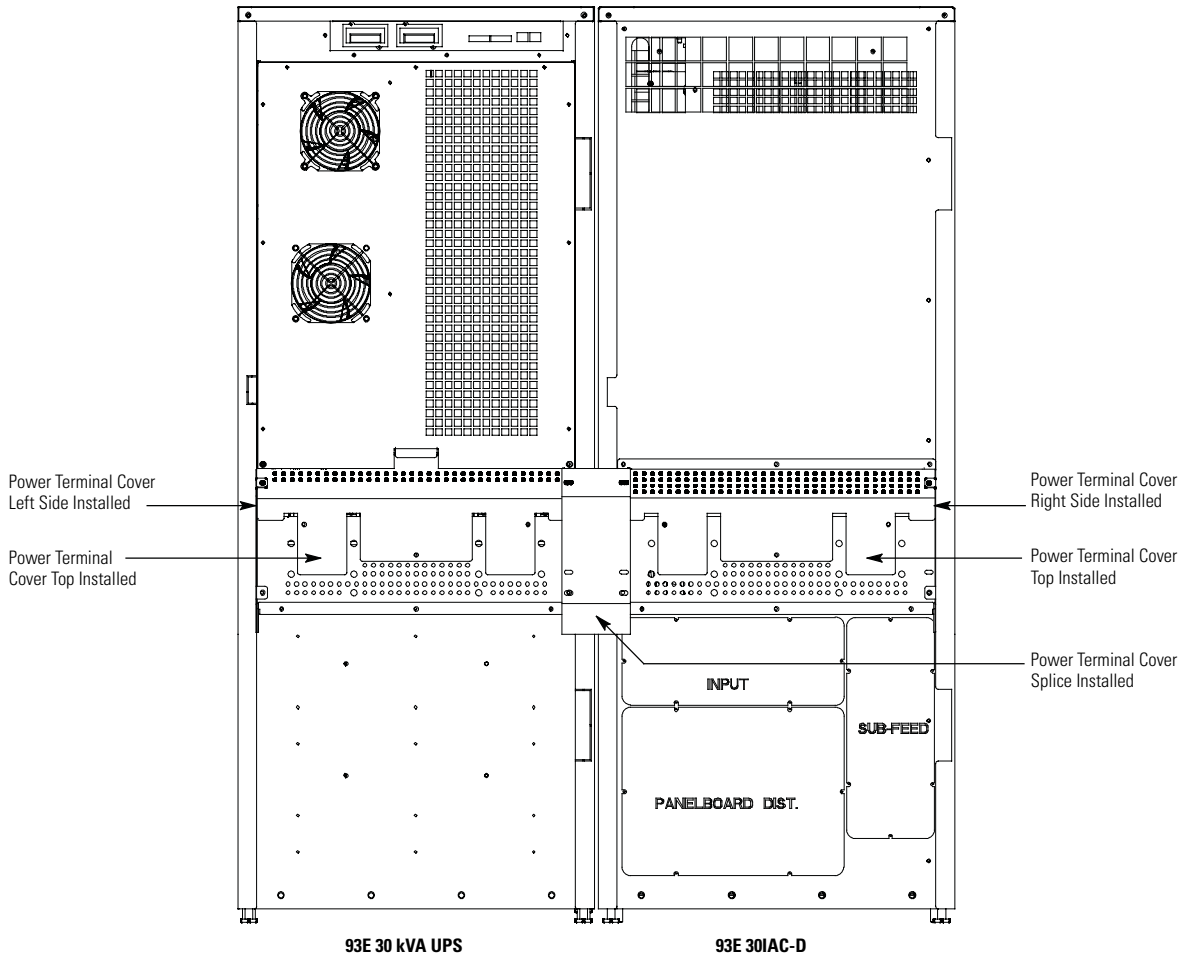 Power Terminal Cover
Left Side Installed
Power Terminal
Cover Top Installed
Power Terminal Cover
Right Side Installed
Power Terminal Cover
Top Installed
Power Terminal Cover
Splice Installed
INPUT
SUB-FEED
PANELBOARD DIST.
93E 30 kVA UPS
93E 30IAC-D